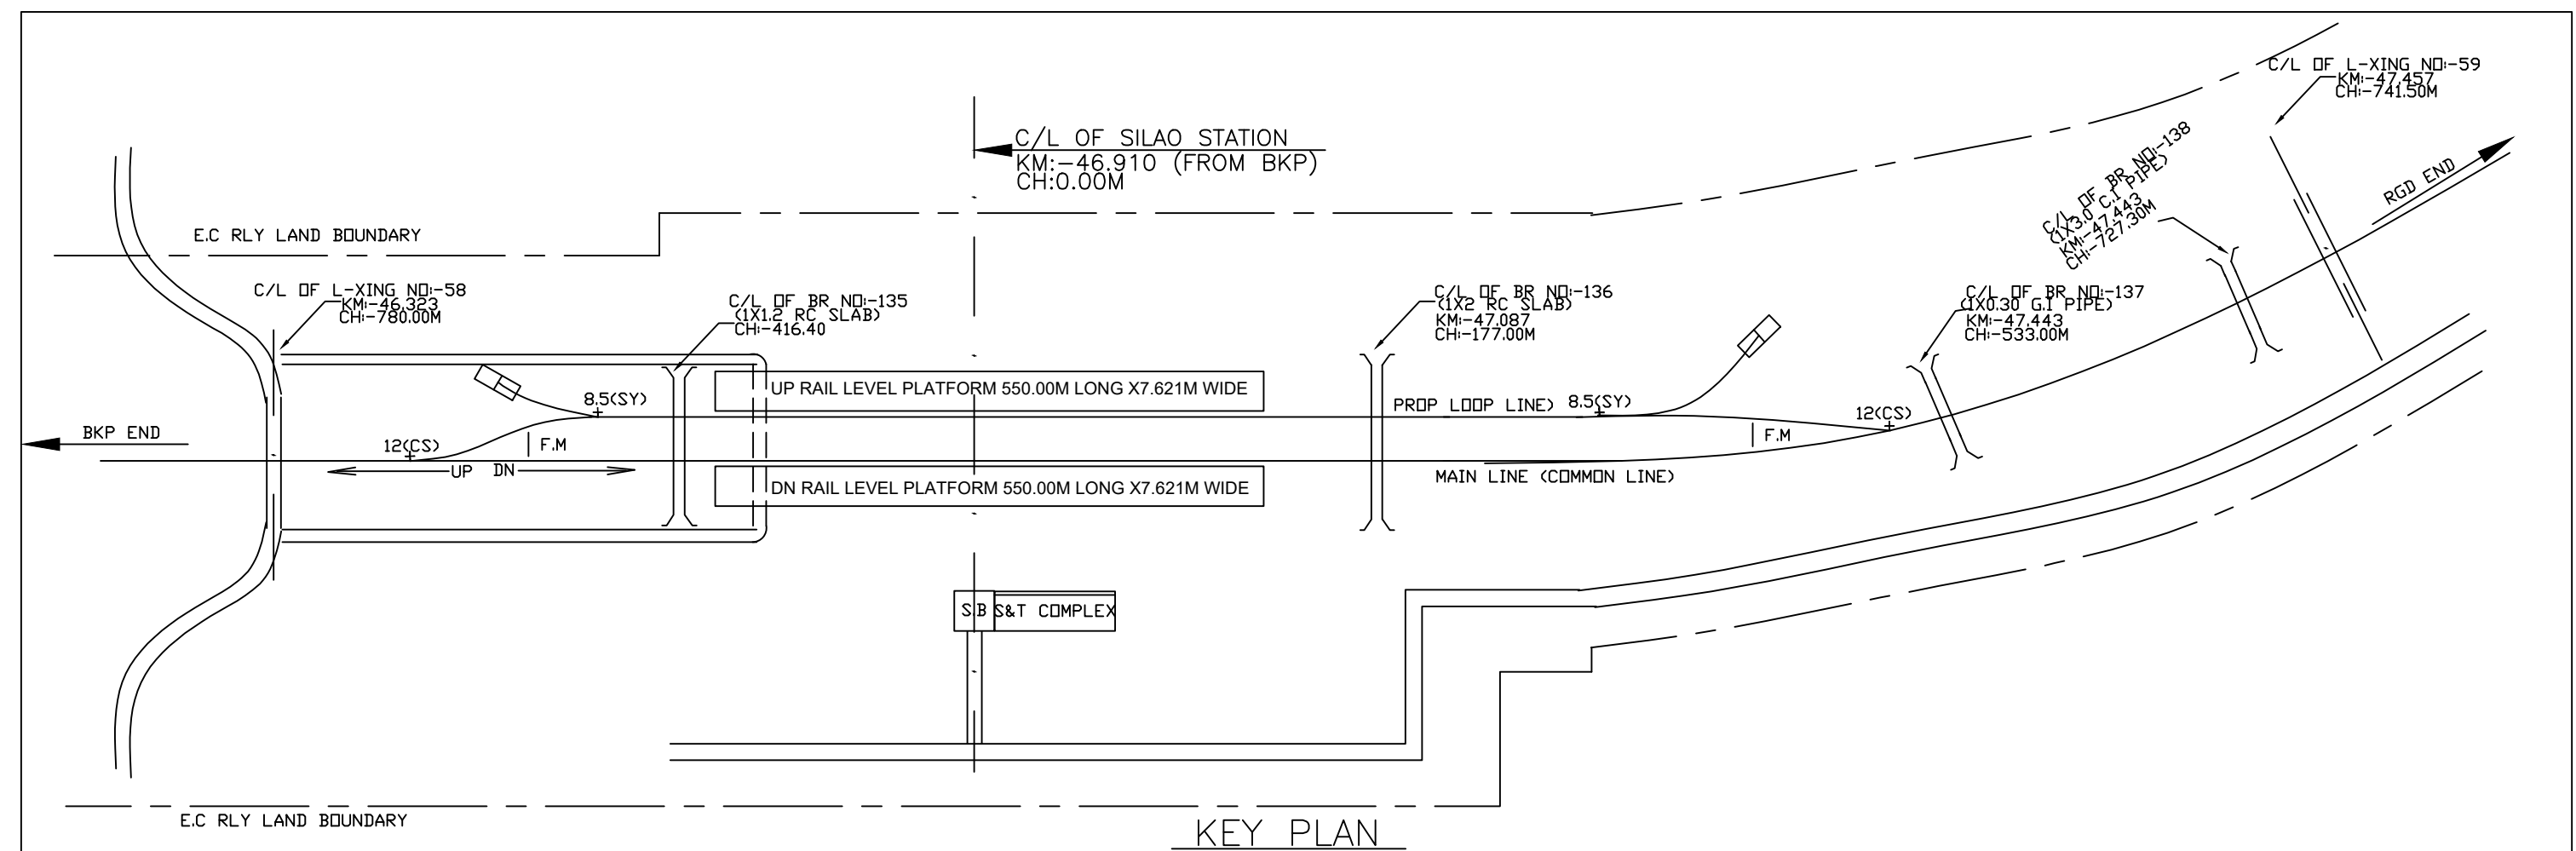 C/L OF L-XING NO:-59
KM:-47.457
CH:-741.50M
C/L OF SILAO STATION
KM:-46.910 (FROM BKP)
CH:0.00M
C/L OF BR NO:-138
(1X3.0 C.I PIPE)
KM:-47.443
CH:-727.30M
RGD END
E.C RLY LAND BOUNDARY
C/L OF L-XING NO:-58
KM:-46.323
CH:-780.00M
C/L OF BR NO:-135
(1X1.2 RC SLAB)
CH:-416.40
C/L OF BR NO:-136
(1X2 RC SLAB)
KM:-47.087
CH:-177.00M
C/L OF BR NO:-137
(1X0.30 G.I PIPE)
KM:-47.443
CH:-533.00M
UP RAIL LEVEL PLATFORM 550.00M LONG X7.621M WIDE
8.5(SY)
PROP LOOP LINE)
8.5(SY)
12(CS)
BKP END
12(CS)
F.M
F.M
UP DN
MAIN LINE (COMMON LINE)
DN RAIL LEVEL PLATFORM 550.00M LONG X7.621M WIDE
S.B
S&T COMPLEX
E.C RLY LAND BOUNDARY
KEY PLAN